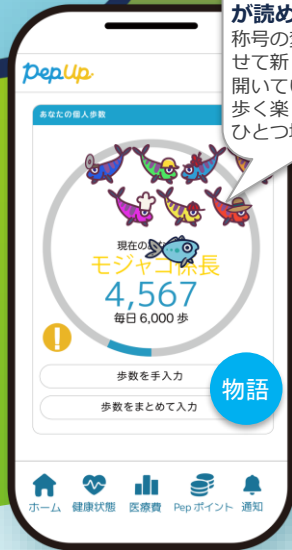 が読め
称号の
せて新
開いてい
歩く楽
ひとつ
PepUp
あなたの個人歩数
現在の
モジャコ係長
4,567
毎日 6,000 歩
歩数を手入力
歩数をまとめて入力
物語
ホーム 健康状態 医療費 Pep ポイント 通知